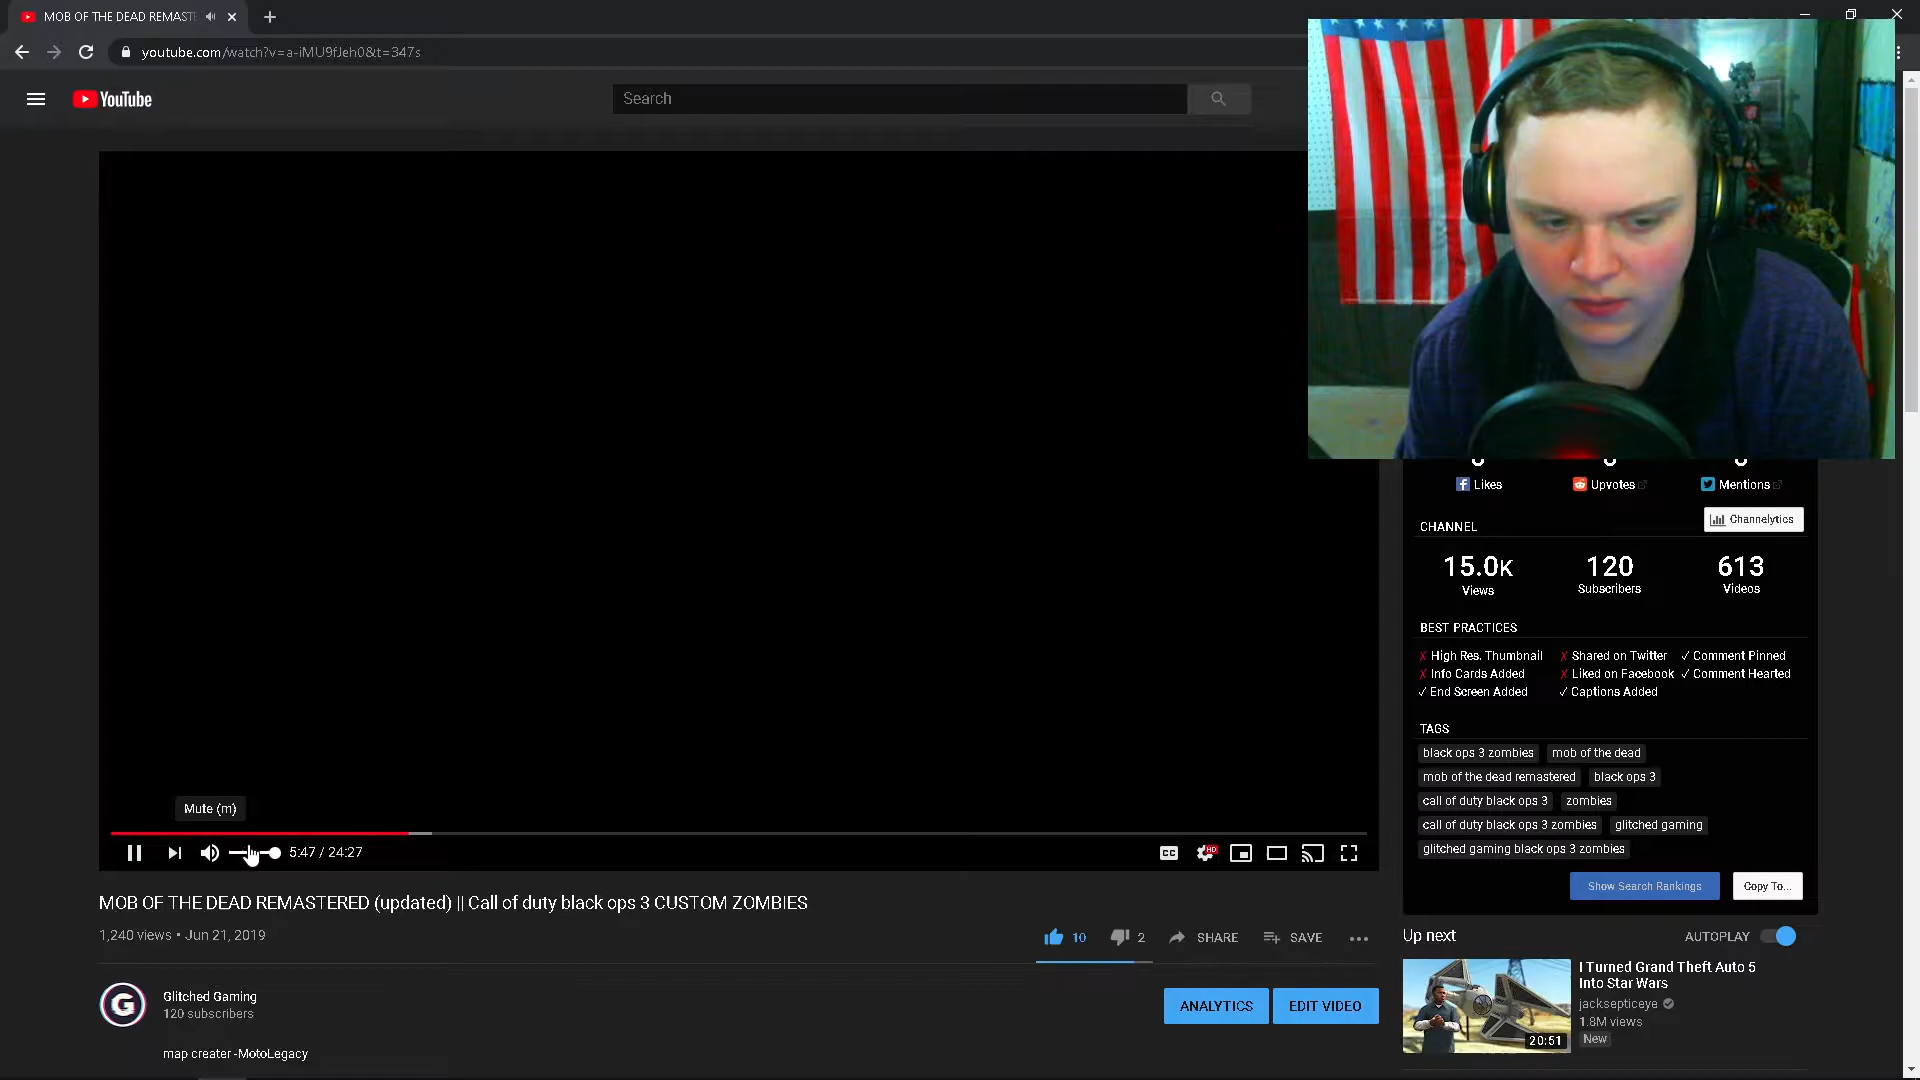 MOB OF THE DEAD REMAST
youtube.com/watch?v=a-iMU9fJeh0&t=347s
YouTube
Search
Likes
Upvotes
Mentions
CHANNEL
Channelytics
15.0K
120
613
Views
Subscribers
Videos
BEST PRACTICES
✗ High Res. Thumbnail ✗ Shared on Twitter ✓ Comment Pinned
✗ Info Cards Added ✗ Liked on Facebook ✓ Comment Hearted
✓ End Screen Added ✓ Captions Added
TAGS
black ops 3 zombies mob of the dead
mob of the dead remastered black ops 3
call of duty black ops 3 zombies
call of duty black ops 3 zombies glitched gaming
glitched gaming black ops 3 zombies
Show Search Rankings Copy To...
Mute (m)
5:47 / 24:27
CC
HD
MOB OF THE DEAD REMASTERED (updated) || Call of duty black ops 3 CUSTOM ZOMBIES
1,240 views • Jun 21, 2019
10
2
SHARE
SAVE
G
Glitched Gaming
120 subscribers
ANALYTICS
EDIT VIDEO
map creater -MotoLegacy
Up next
AUTOPLAY
I Turned Grand Theft Auto 5
Into Star Wars
jacksepticeye
1.8M views
New
20:51